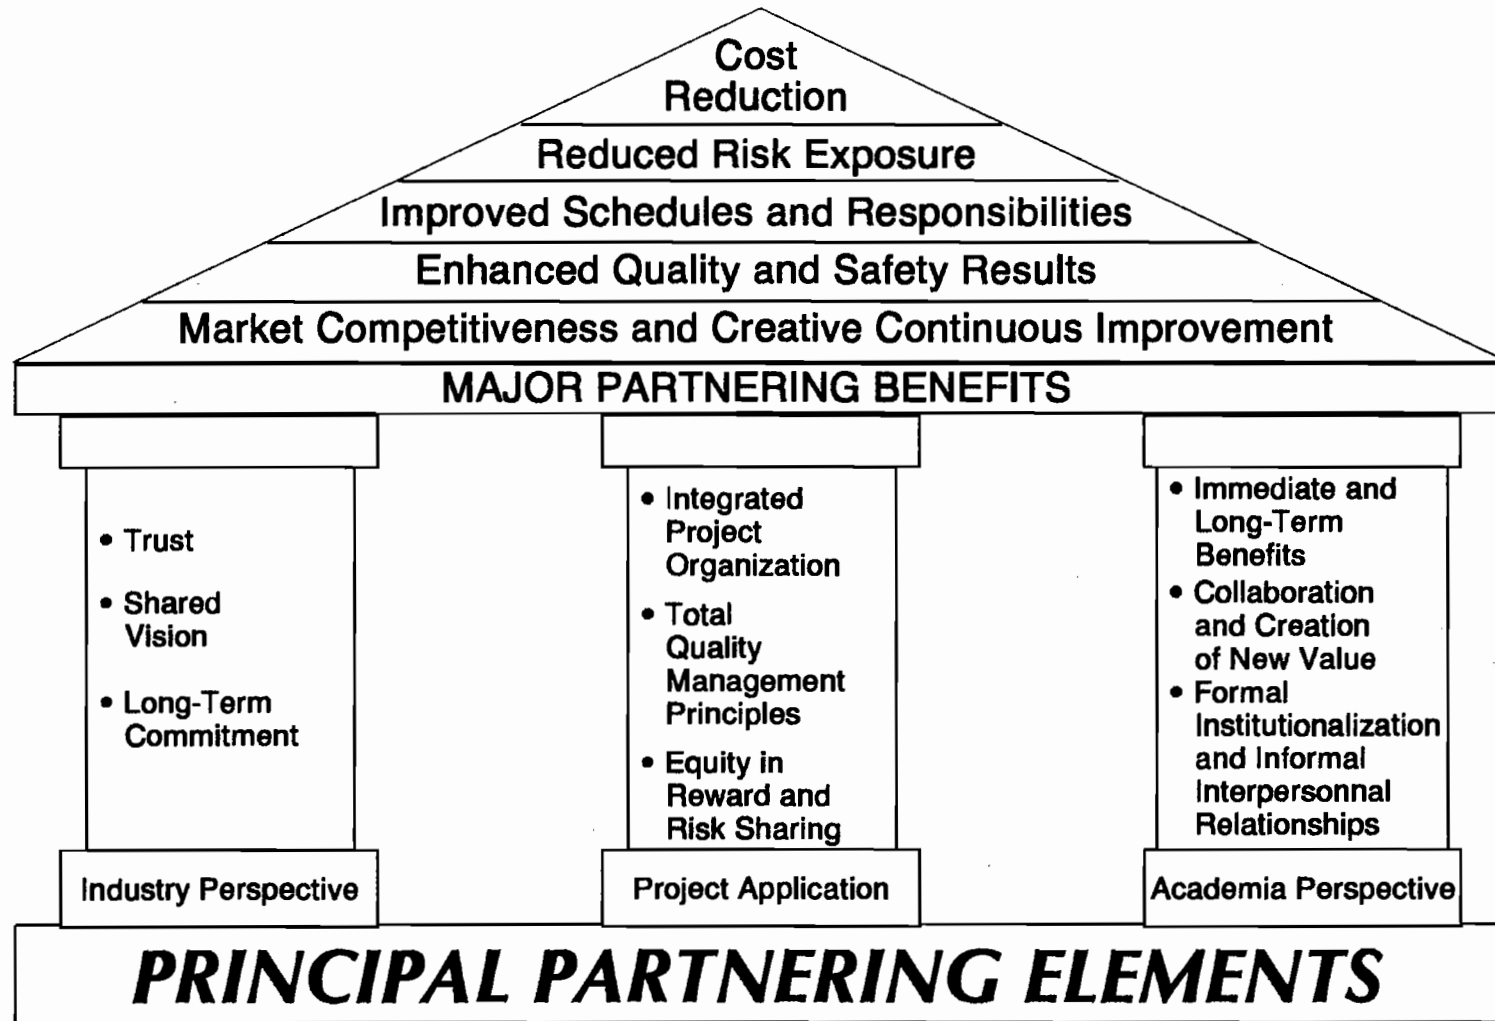 Cost
Reduction
Reduced Risk Exposure
Improved Schedules and Responsibilities
Enhanced Quality and Safety Results
Market Competitiveness and Creative Continuous Improvement
MAJOR PARTNERING BENEFITS
• Trust
• Shared
Vision
• Long-Term
Commitment
Industry Perspective
• Integrated
Project
Organization
• Total
Quality
Management
Principles
• Equity in
Reward and
Risk Sharing
Project Application
• Immediate and
Long-Term
Benefits
• Collaboration
and Creation
of New Value
• Formal
Institutionalization
and Informal
Interpersonnal
Relationships
Academia Perspective
PRINCIPAL PARTNERING ELEMENTS